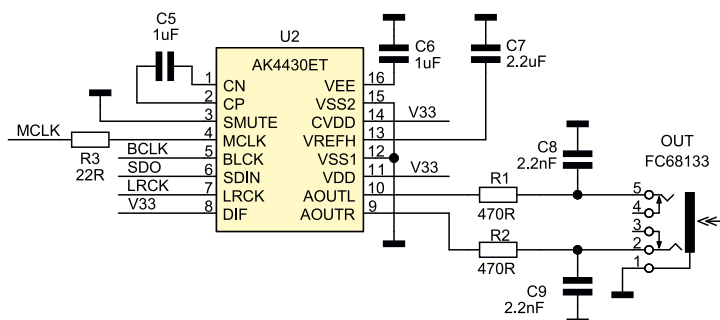 C5
1uF
U2
AK4430ET
C6
1uF
C7
2.2uF
1 CN VEE 16
2 CP VSS2 15
3 SMUTE CVDD 14 V33
MCLK 4 MCLK VREFH 13
R3
22R
BCLK 5 BLCK VSS1 12
SDO 6 SDIN VDD 11 V33
LRCK 7 LRCK AOUTL 10
V33 8 DIF AOUTR 9
R1
470R
R2
470R
C8
2.2nF
C9
2.2nF
OUT
FC68133
5
4
3
2
1